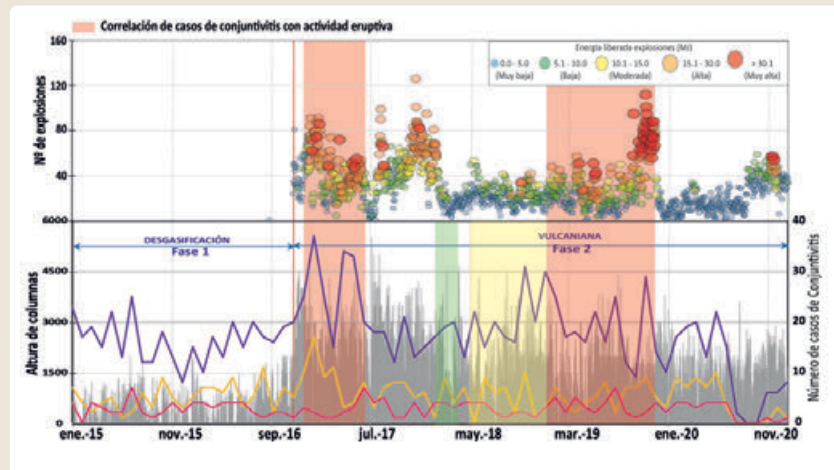 Correlación de casos de conjuntivitis con actividad eruptiva
160
120
80
40
Nº de explosiones
Energía liberada explosiones (MJ)
0.0- 5.0 5.1 - 10.0 10.1 - 15.0 15.1 - 30.0 > 30.1
(Muy baja) (Baja) (Moderada) (Alta) (Muy alta)
6000
4500
3000
1500
0
Altura de columnas
DESGASIFICACIÓN
Fase 1
VULCANIANA
Fase 2
40
30
20
10
0
Número de casos de Conjuntivitis
ene.-15 nov.-15 sep.-16 jul.-17 may.-18 mar.-19 ene.-20 nov.-20